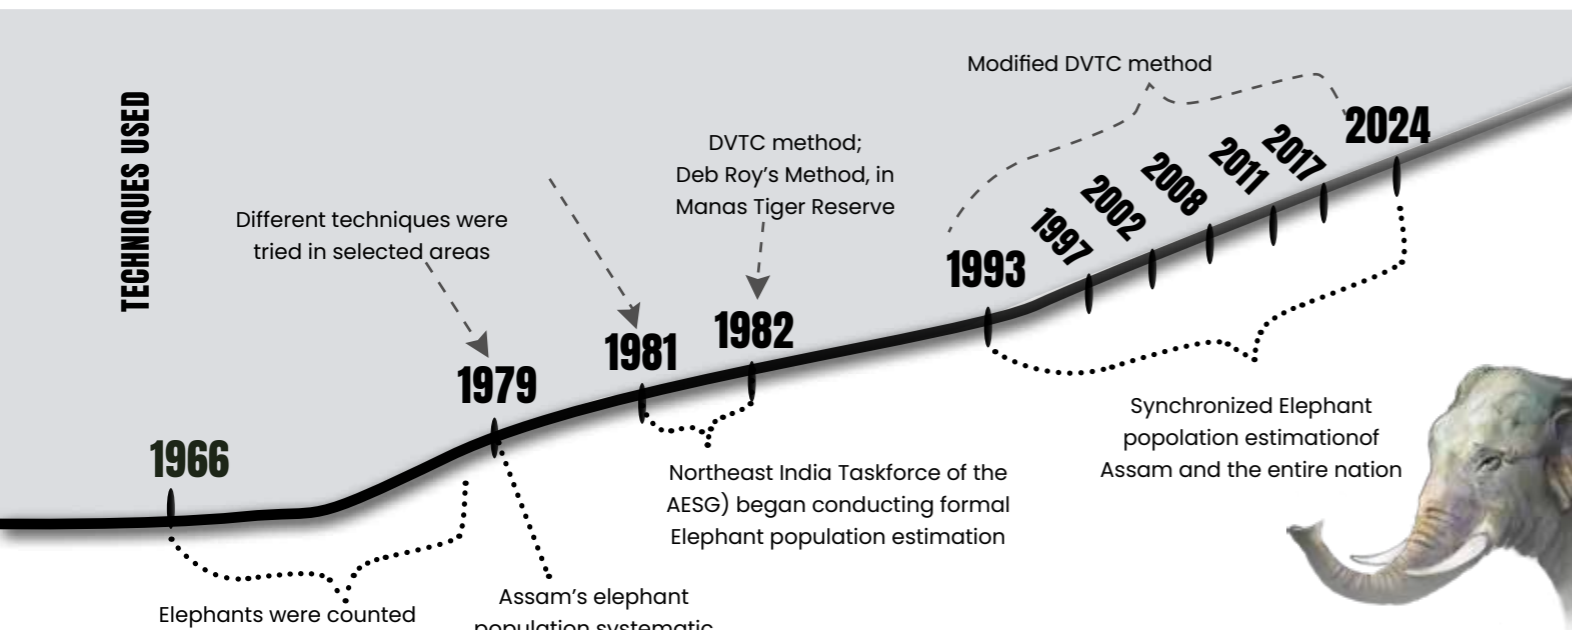 TECHNIQUES USED
Modified DVTC method
DVTC method;
Deb Roy's Method, in
Manas Tiger Reserve
Different techniques were
tried in selected areas
1966
1979
1981
1982
1993
1997
2002
2008
2011
2017
2024
Elephants were counted
Assam's elephant
population systematic
Northeast India Taskforce of the
AESG) began conducting formal
Elephant population estimation
Synchronized Elephant
popolation estimationof
Assam and the entire nation